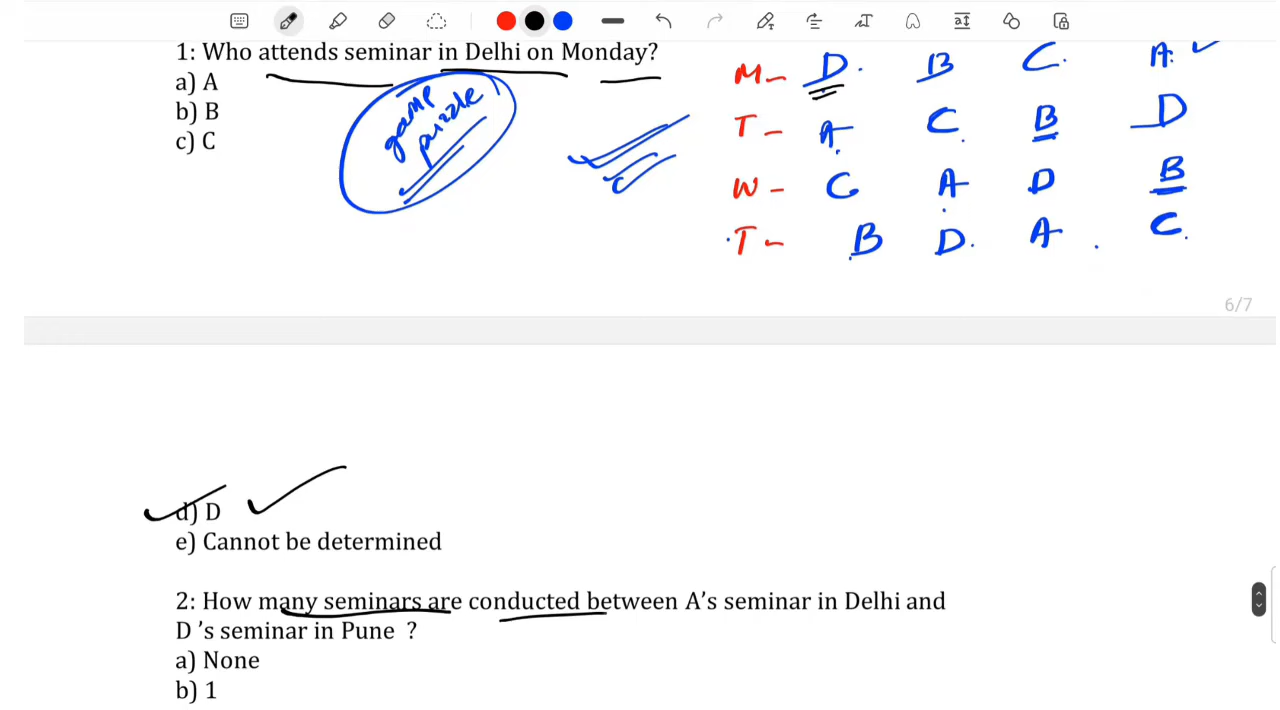 1: Who attends seminar in Delhi on Monday?
a) A
b) B
c) C
game
puzzle
M - D B C A
T - A C B D
W - C A D B
T - B D A C
6/7
d) D
e) Cannot be determined
2: How many seminars are conducted between A's seminar in Delhi and
D 's seminar in Pune ?
a) None
b) 1